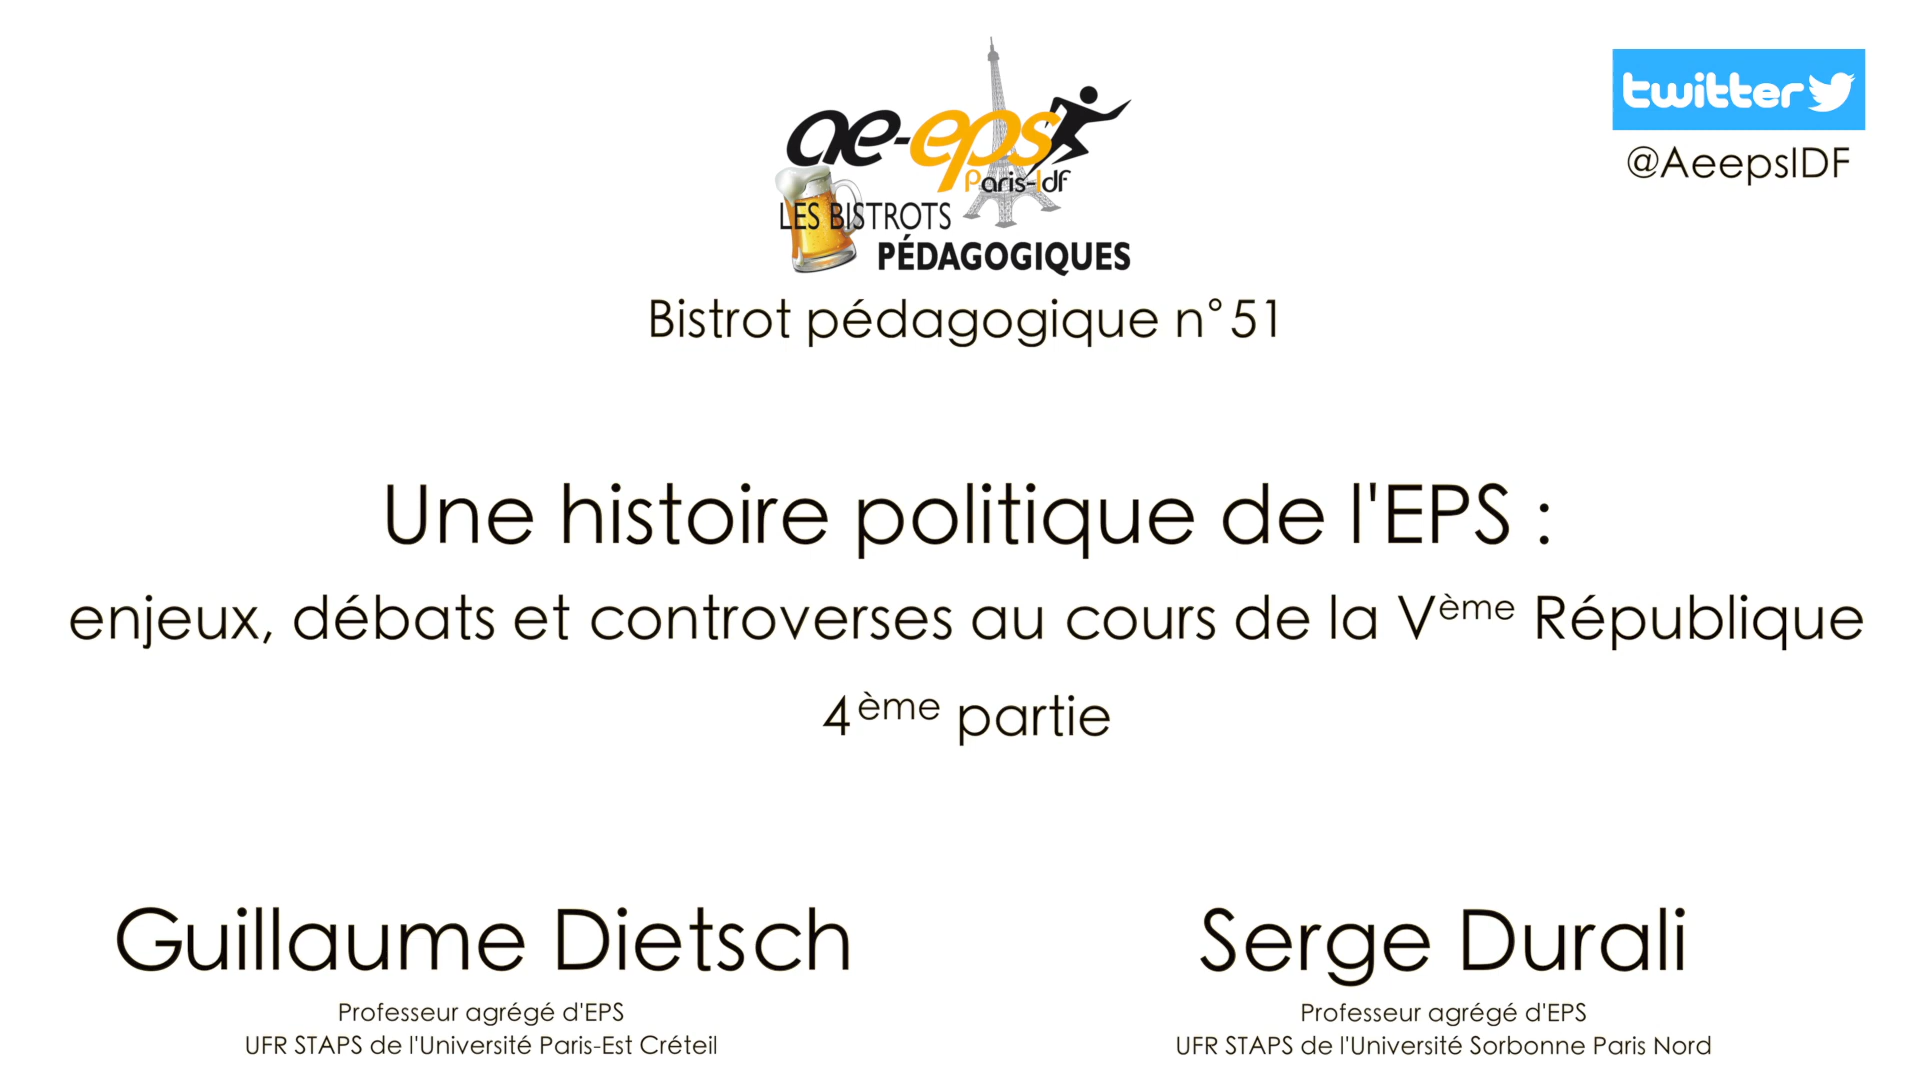 ae-eps
Paris-Idf
LES BISTROTS
PÉDAGOGIQUES
twitter
@AeepsIDF
Bistrot pédagogique n°51
Une histoire politique de l'EPS :
enjeux, débats et controverses au cours de la Vème République
4ème partie
Guillaume Dietsch
Professeur agrégé d'EPS
UFR STAPS de l'Université Paris-Est Créteil
Serge Durali
Professeur agrégé d'EPS
UFR STAPS de l'Université Sorbonne Paris Nord